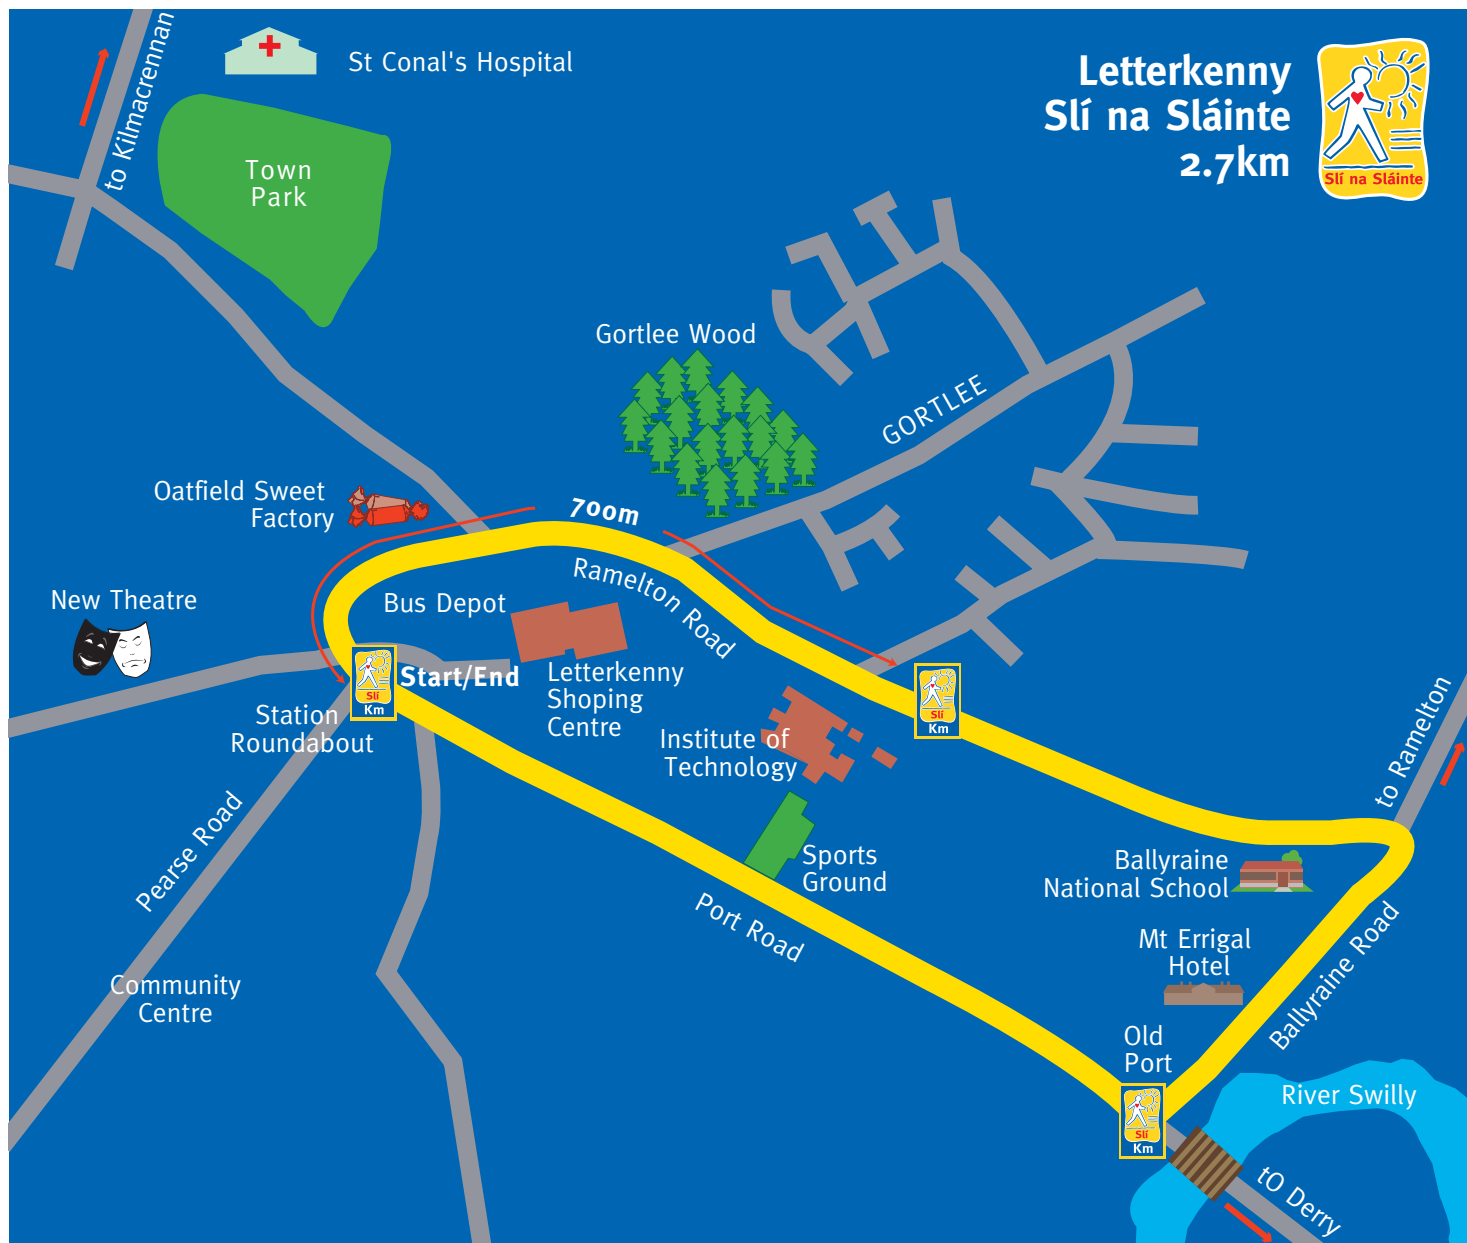 to Kilmacrennan
St Conal's Hospital
Letterkenny
Slí na Sláinte
2.7km
Slí na Sláinte
Town
Park
Gortlee Wood
GORTLEE
Oatfield Sweet
Factory
700m
Ramelton Road
New Theatre
Bus Depot
Slí
Km
Start/End
Letterkenny
Shoping
Centre
Station
Roundabout
Institute of
Technology
Slí
Km
to Ramelton
Pearse Road
Sports
Ground
Ballyraine
National School
Port Road
Mt Errigal
Hotel
Ballyraine Road
Community
Centre
Old
Port
River Swilly
Slí
Km
tO Derry